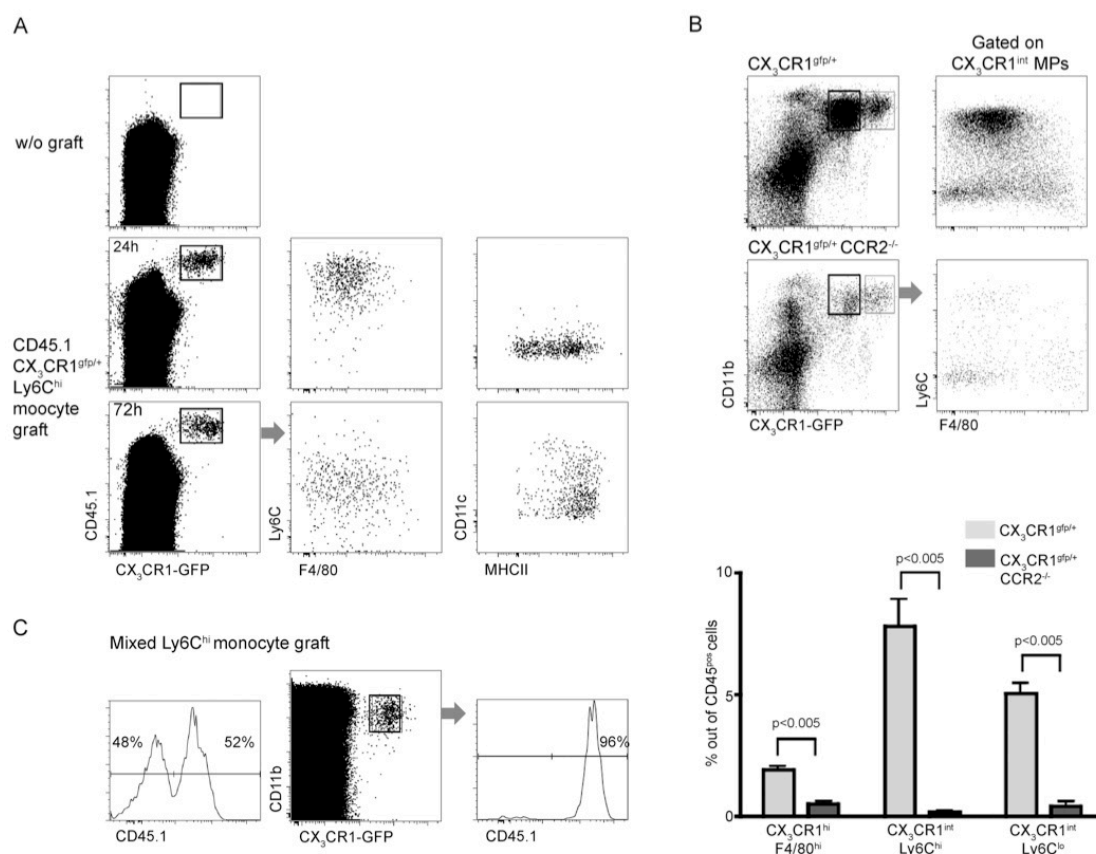 A
w/o graft
24h
CD45.1
CX₃CR1ᵍᶠᵖ/⁺
Ly6Cʰⁱ
moocyte
graft
72h
CD45.1
CX₃CR1-GFP
Ly6C
F4/80
CD11c
MHCII
B
CX₃CR1ᵍᶠᵖ/⁺
Gated on
CX₃CR1ⁱⁿᵗ MPs
CX₃CR1ᵍᶠᵖ/⁺ CCR2⁻/⁻
CD11b
CX₃CR1-GFP
Ly6C
F4/80
CX₃CR1ᵍᶠᵖ/⁺
CX₃CR1ᵍᶠᵖ/⁺
CCR2⁻/⁻
% out of CD45ᵖᵒˢ cells
10
5
0
p<0.005
p<0.005
p<0.005
CX₃CR1ʰⁱ
F4/80ʰⁱ
CX₃CR1ⁱⁿᵗ
Ly6Cʰⁱ
CX₃CR1ⁱⁿᵗ
Ly6Cˡᵒ
C
Mixed Ly6Cʰⁱ monocyte graft
48% 52%
CD45.1
CD11b
CX₃CR1-GFP
96%
CD45.1